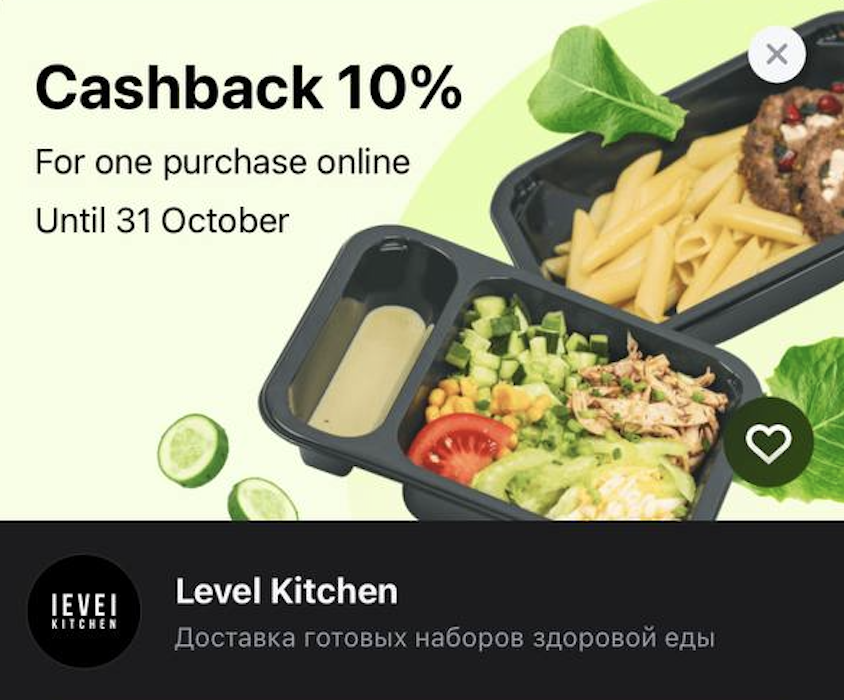 Cashback 10%
For one purchase online
Until 31 October
lEVEl
KITCHEN
Level Kitchen
Доставка готовых наборов здоровой еды